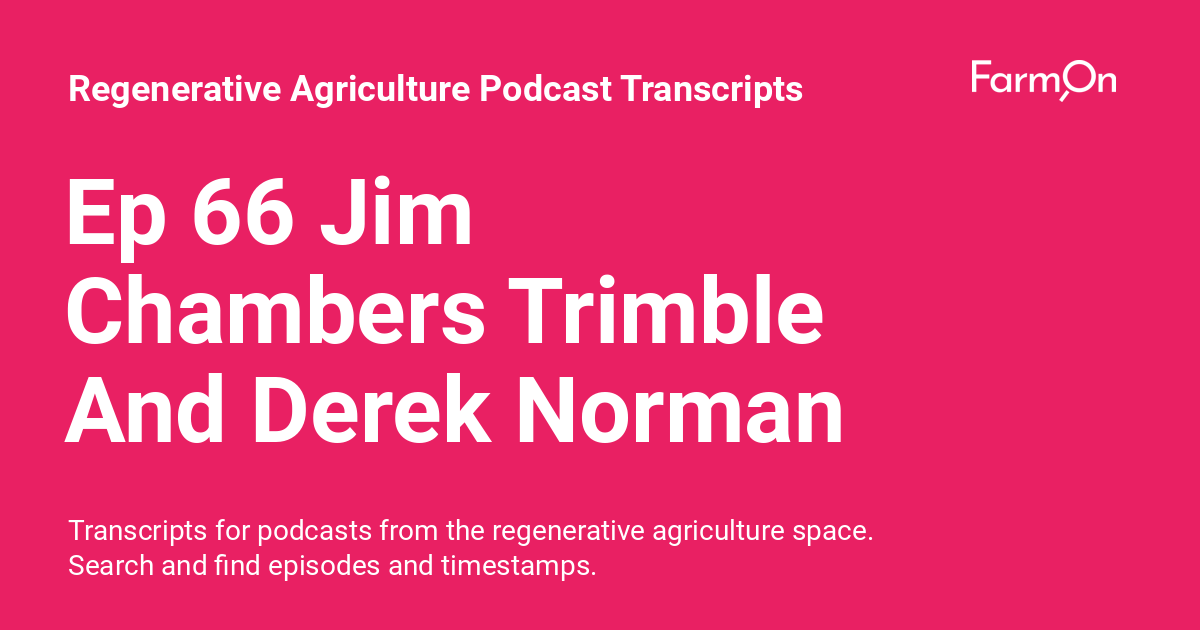 Regenerative Agriculture Podcast Transcripts
FarmOn
Ep 66 Jim
Chambers Trimble
And Derek Norman
Transcripts for podcasts from the regenerative agriculture space.
Search and find episodes and timestamps.